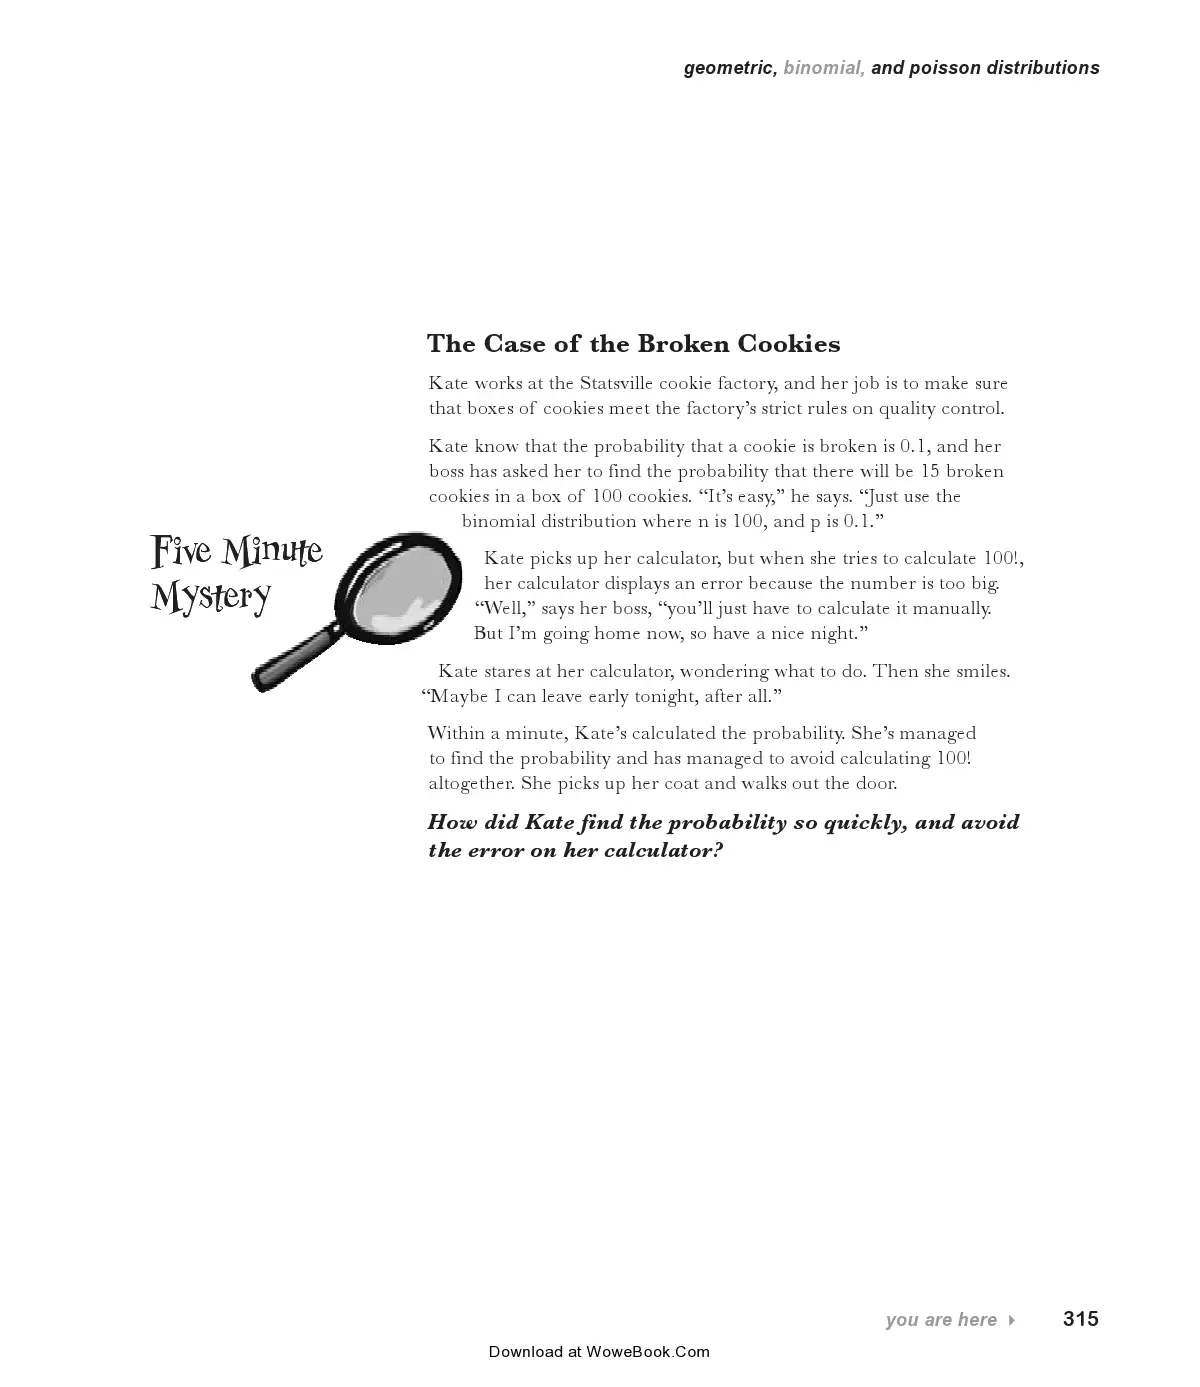 geometric, binomial, and poisson distributions
The Case of the Broken Cookies
Kate works at the Statsville cookie factory, and her job is to make sure
that boxes of cookies meet the factory’s strict rules on quality control.
Kate know that the probability that a cookie is broken is 0.1, and her
boss has asked her to find the probability that there will be 15 broken
cookies in a box of 100 cookies. “It’s easy,” he says. “Just use the
binomial distribution where n is 100, and p is 0.1.”
Five Minute
Mystery
Kate picks up her calculator, but when she tries to calculate 100!,
her calculator displays an error because the number is too big.
“Well,” says her boss, “you’ll just have to calculate it manually.
But I’m going home now, so have a nice night.”
Kate stares at her calculator, wondering what to do. Then she smiles.
“Maybe I can leave early tonight, after all.”
Within a minute, Kate’s calculated the probability. She’s managed
to find the probability and has managed to avoid calculating 100!
altogether. She picks up her coat and walks out the door.
How did Kate find the probability so quickly, and avoid
the error on her calculator?
you are here 315
Download at WoweBook.Com